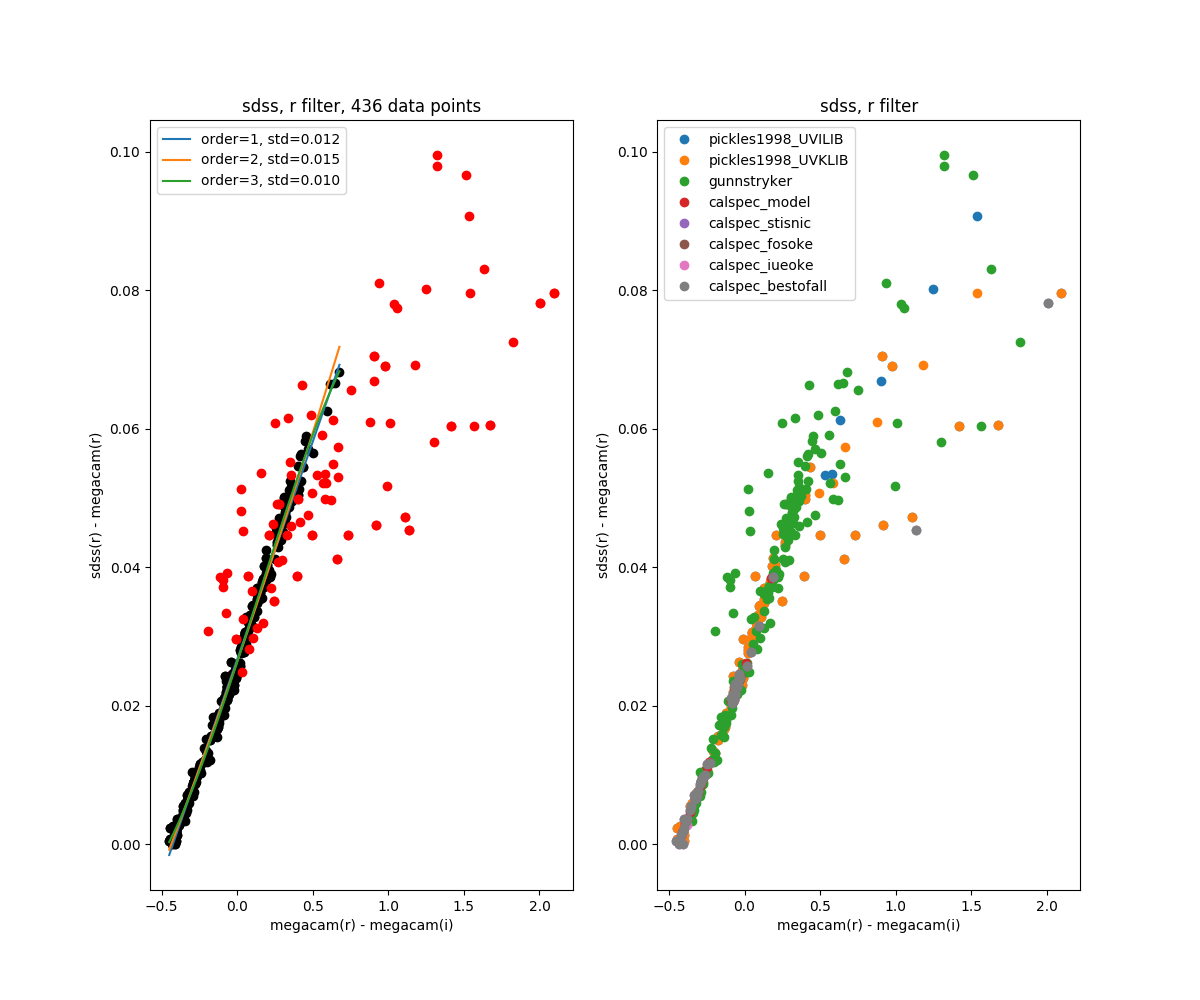 sdss, r filter, 436 data points
order=1, std=0.012
order=2, std=0.015
order=3, std=0.010
0.10
0.08
0.06
0.04
0.02
0.00
sdss(r) - megacam(r)
−0.5 0.0 0.5 1.0 1.5 2.0
megacam(r) - megacam(i)
sdss, r filter
pickles1998_UVILIB
pickles1998_UVKLIB
gunnstryker
calspec_model
calspec_stisnic
calspec_fosoke
calspec_iueoke
calspec_bestofall
0.10
0.08
0.06
0.04
0.02
0.00
sdss(r) - megacam(r)
−0.5 0.0 0.5 1.0 1.5 2.0
megacam(r) - megacam(i)